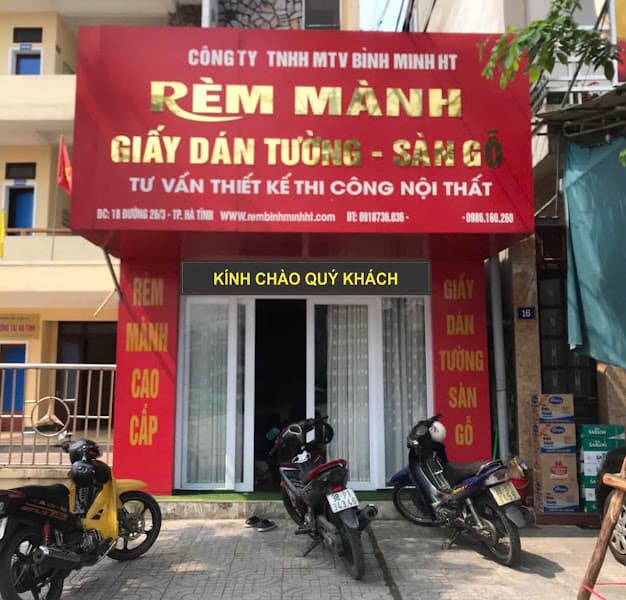 CÔNG TY TNHH MTV BÌNH MINH HT
RÈM MÀNH
GIẤY DÁN TƯỜNG - SÀN GỖ
TƯ VẤN THIẾT KẾ THI CÔNG NỘI THẤT
ĐC: 18 ĐƯỜNG 26/3 - TP. HÀ TĨNH www.rembinhminhht.com ĐT: 0918736.036 - -0986.160.260
KÍNH CHÀO QUÝ KHÁCH
RÈM
MÀNH
CAO
CẤP
GIẤY
DÁN
TƯỜNG
SÀN
GỖ
16